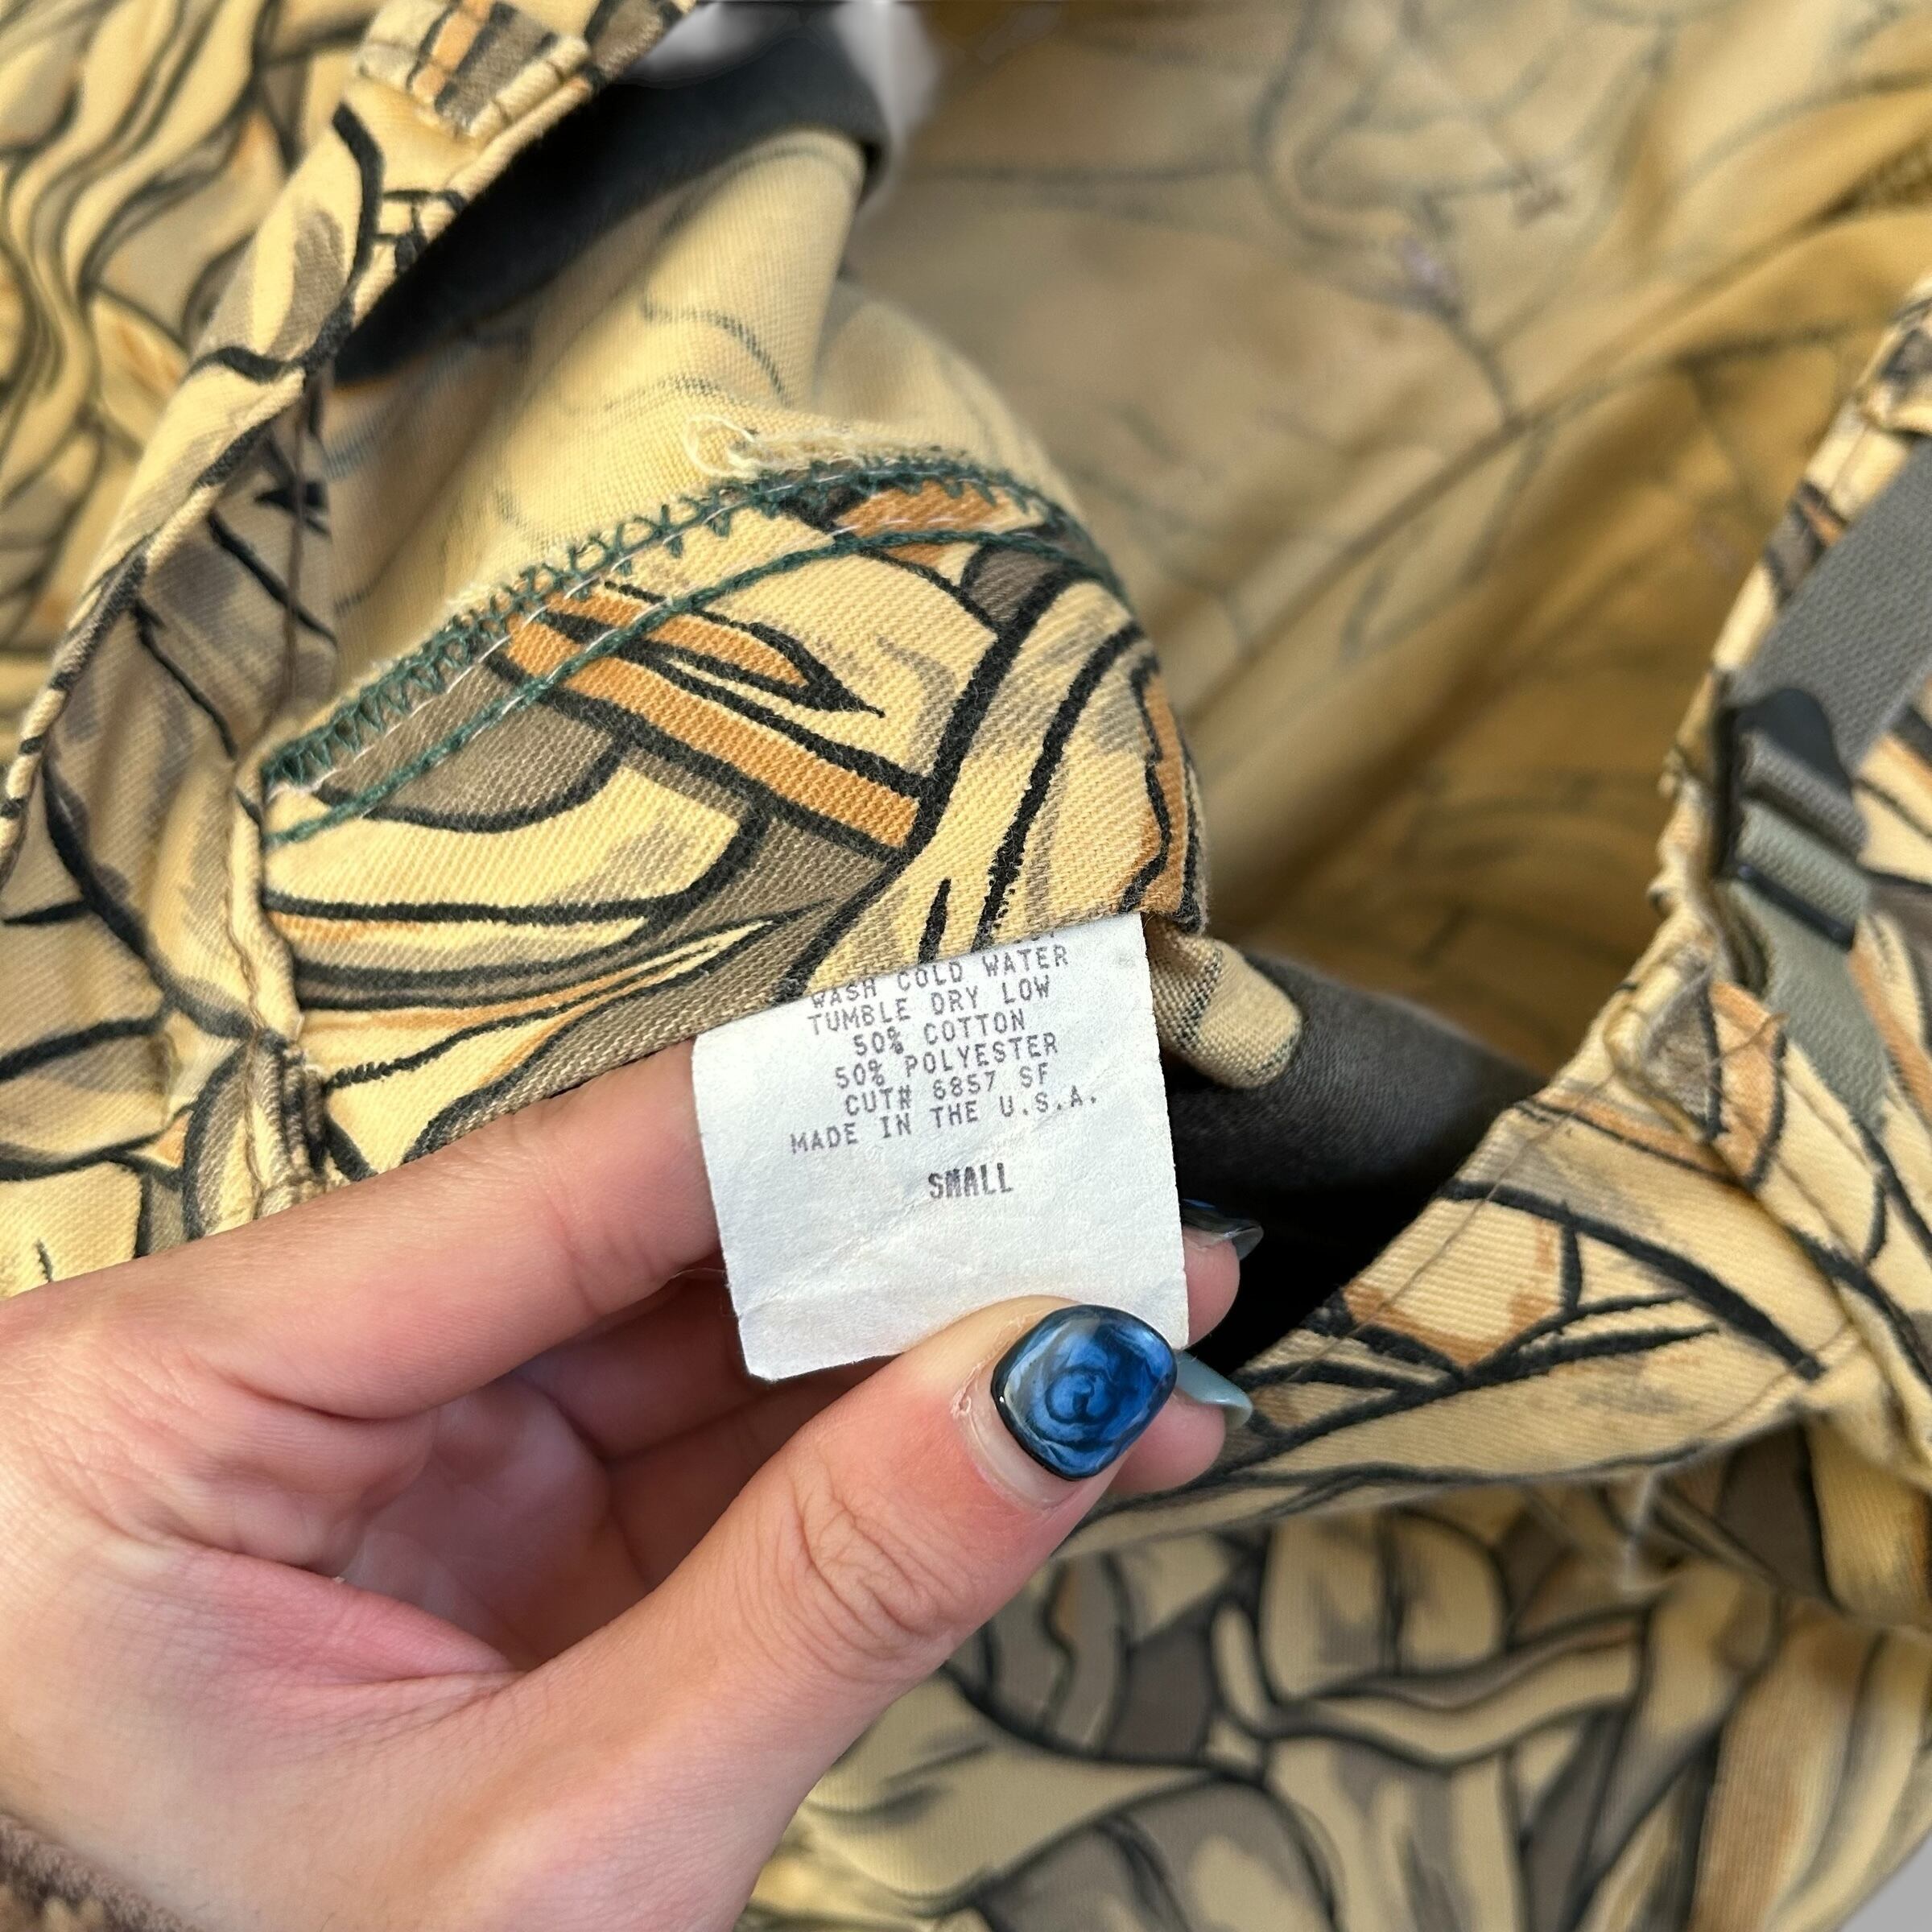 WASH COLD WATER
TUMBLE DRY LOW
50% COTTON
50% POLYESTER
CUT# 6857 SF
MADE IN THE U.S.A.
SMALL